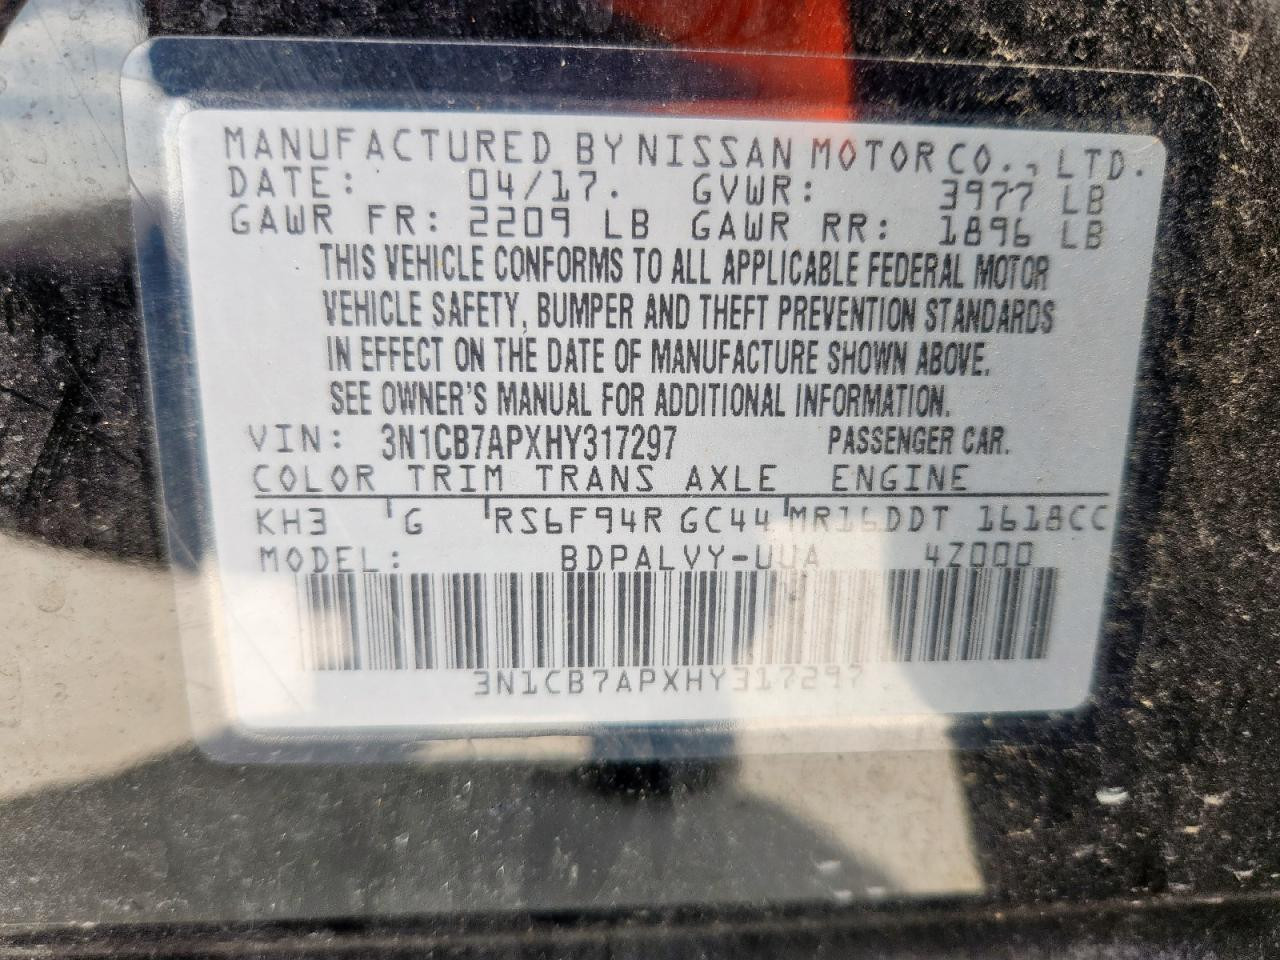 MANUFACTURED BY NISSAN MOTOR CO., LTD.
DATE: 04/17. GVWR: 3977 LB
GAWR FR: 2209 LB GAWR RR: 1896 LB
THIS VEHICLE CONFORMS TO ALL APPLICABLE FEDERAL MOTOR
VEHICLE SAFETY, BUMPER AND THEFT PREVENTION STANDARDS
IN EFFECT ON THE DATE OF MANUFACTURE SHOWN ABOVE.
SEE OWNER'S MANUAL FOR ADDITIONAL INFORMATION.
VIN: 3N1CB7APXHY317297 PASSENGER CAR.
COLOR TRIM TRANS AXLE ENGINE
KH3 G RS6F94R GC44 MR16DDT 1618CC
MODEL: BDPALVY-UUA 4Z000
3N1CB7APXHY317297